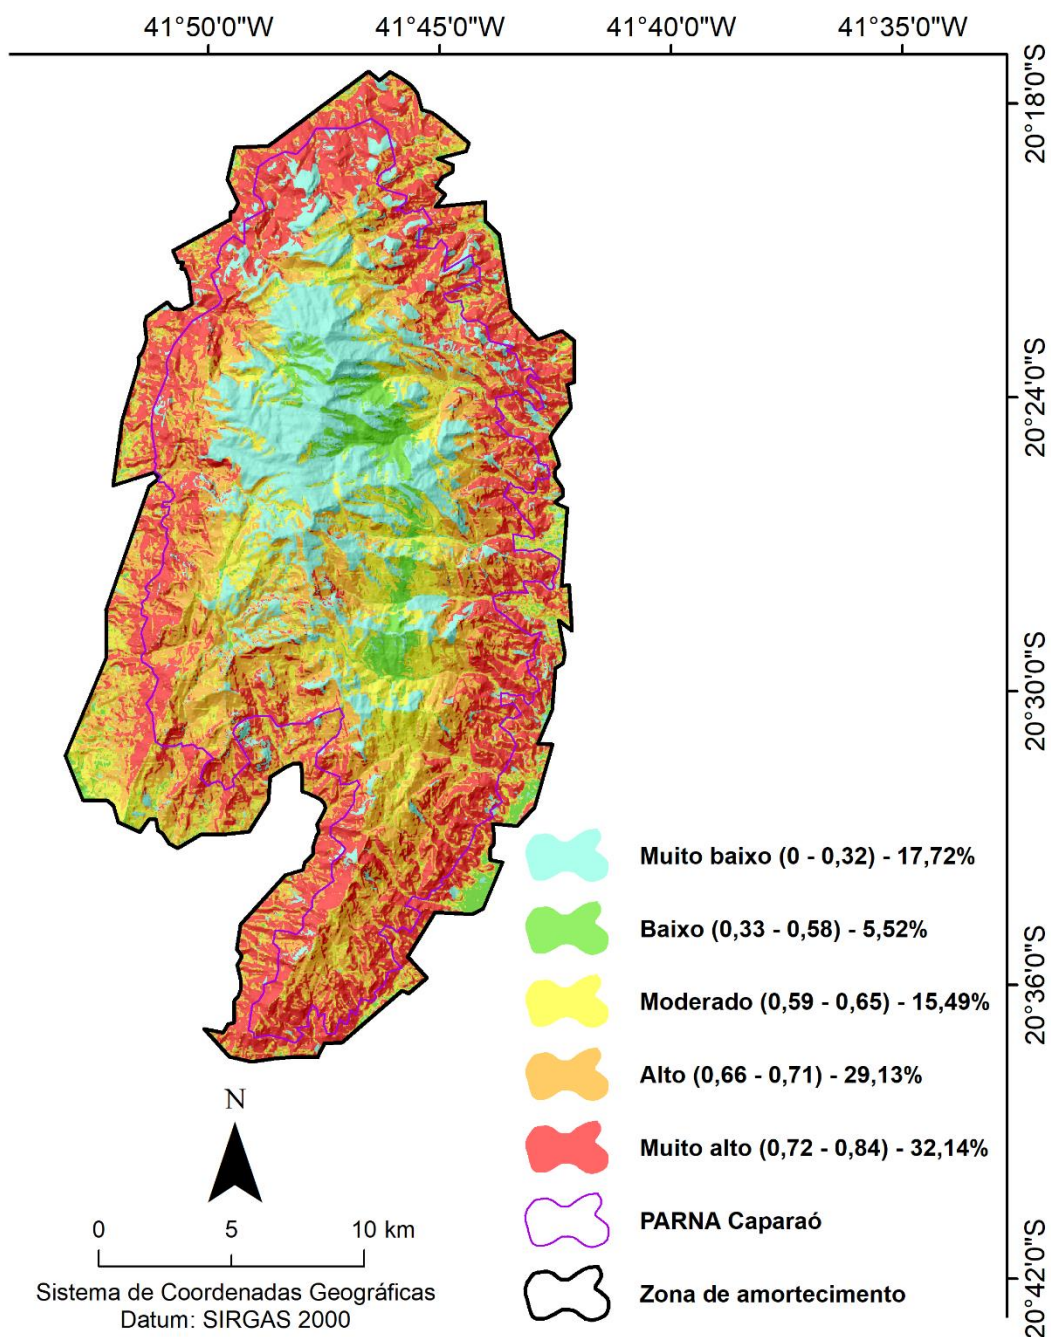 41°50'0"W 41°45'0"W 41°40'0"W 41°35'0"W
20°18'0"S
20°24'0"S
20°30'0"S
20°36'0"S
20°42'0"S
Muito baixo (0 - 0,32) - 17,72%
Baixo (0,33 - 0,58) - 5,52%
Moderado (0,59 - 0,65) - 15,49%
Alto (0,66 - 0,71) - 29,13%
Muito alto (0,72 - 0,84) - 32,14%
PARNA Caparaó
Zona de amortecimento
N
0 5 10 km
Sistema de Coordenadas Geográficas
Datum: SIRGAS 2000